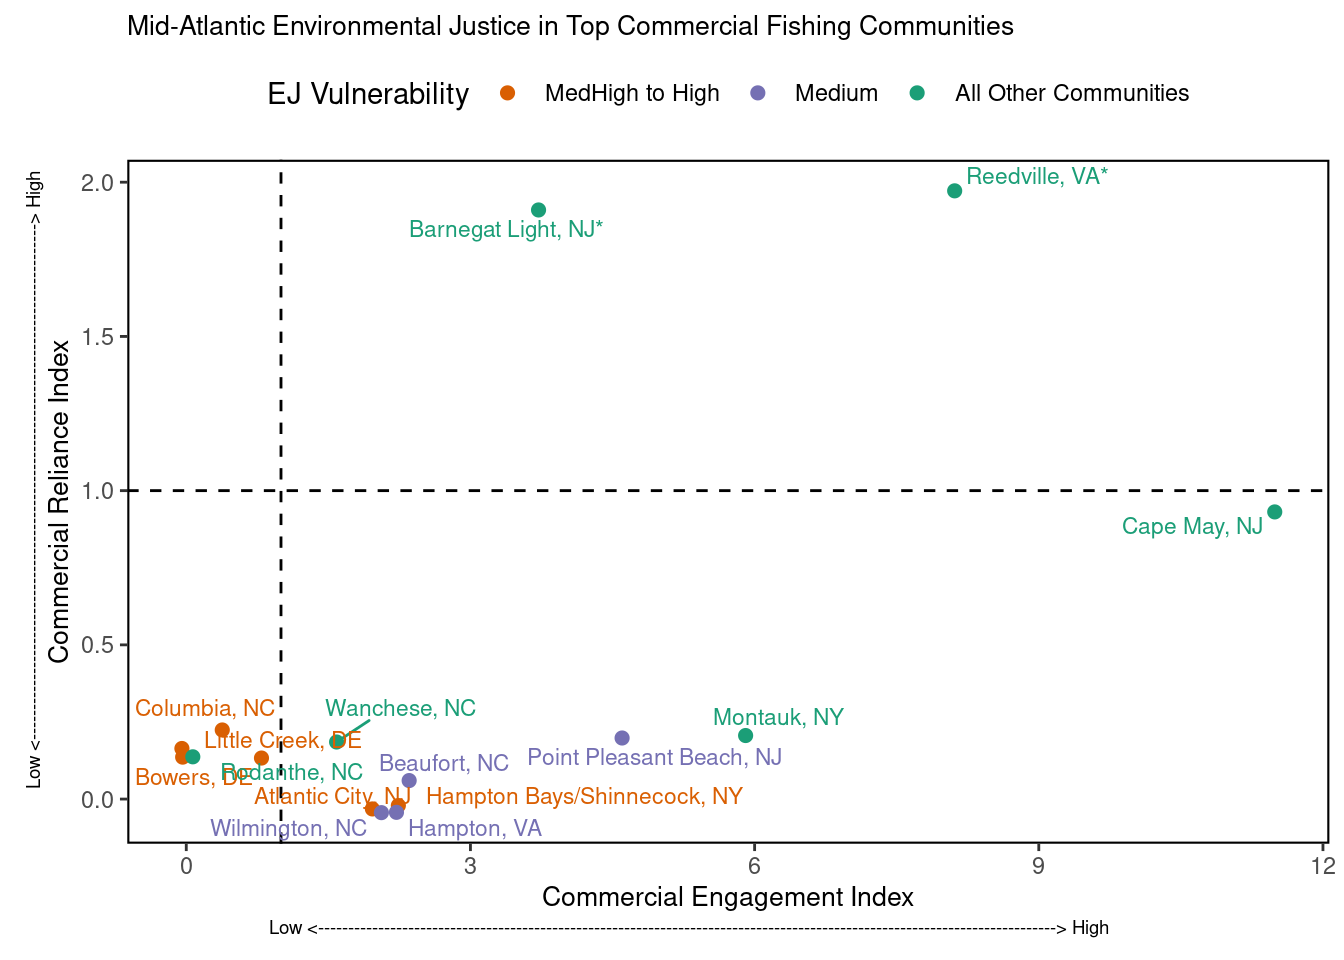 Mid-Atlantic Environmental Justice in Top Commercial Fishing Communities
EJ Vulnerability
MedHigh to High
Medium
All Other Communities
Low <--------------------------------------------------------------------------------------> High
Commercial Reliance Index
2.0
1.5
1.0
0.5
0.0
Reedville, VA*
Barnegat Light, NJ*
Cape May, NJ
Columbia, NC
Wanchese, NC
Montauk, NY
Little Creek, DE
Point Pleasant Beach, NJ
Beaufort, NC
Rodanthe, NC
Bowers, DE
Atlantic City, NJ
Hampton Bays/Shinnecock, NY
Wilmington, NC
Hampton, VA
0
3
6
9
12
Commercial Engagement Index
Low <-----------------------------------------------------------------------------------------------------------------------> High